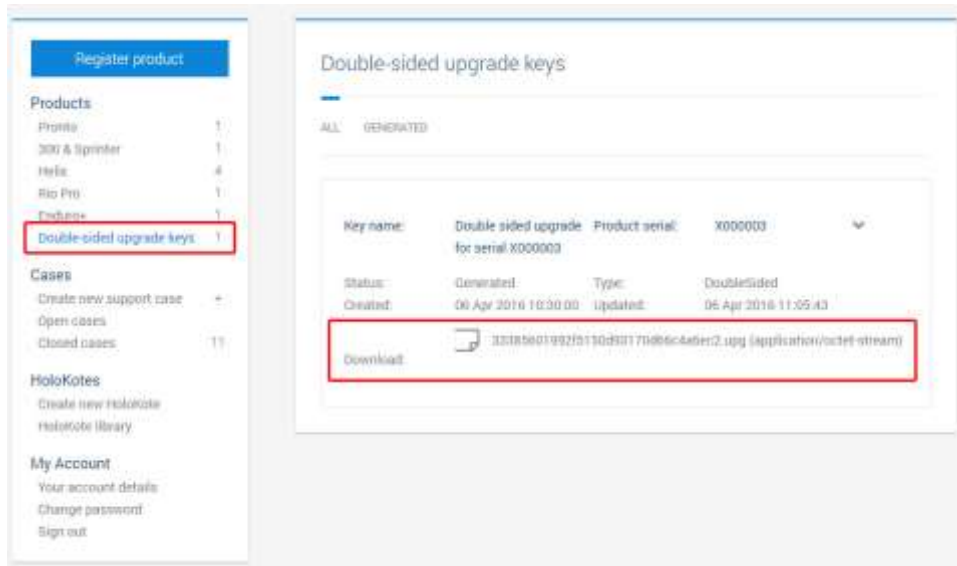 Register product
Products
Pronto 1
300 & Sprinter 1
Helix 4
Rio Pro 1
Enduro+ 1
Double-sided upgrade keys 1
Cases
Create new support case +
Open cases
Closed cases 11
HoloKotes
Create new HoloKote
HoloKote library
My Account
Your account details
Change password
Sign out
Double-sided upgrade keys
ALL GENERATED
Key name: Double sided upgrade Product serial: X000003
for serial X000003
Status: Generated Type: DoubleSided
Created: 06 Apr 2016 10:30:00 Updated: 06 Apr 2016 11:05:43
(application/octet-stream)
Download: